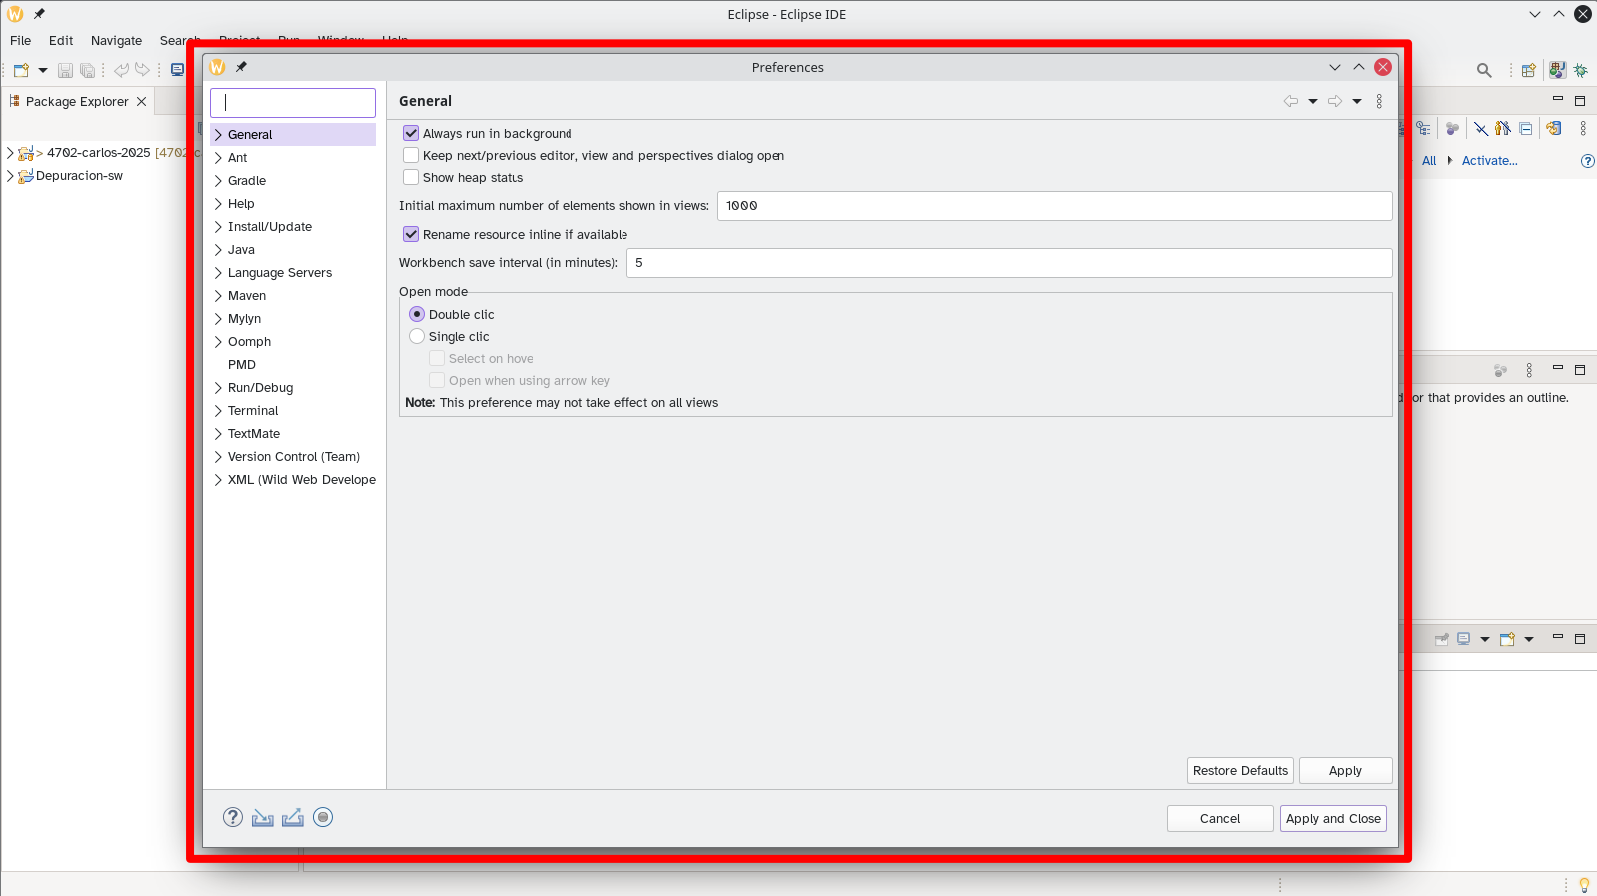 Eclipse - Eclipse IDE
File Edit Navigate Search Project Run Window Help
Package Explorer
> 4702-carlos-2025 [4702-c
Depuracion-sw
Preferences
General
Ant
Gradle
Help
Install/Update
Java
Language Servers
Maven
Mylyn
Oomph
PMD
Run/Debug
Terminal
TextMate
Version Control (Team)
XML (Wild Web Develope
General
Always run in background
Keep next/previous editor, view and perspectives dialog open
Show heap status
Initial maximum number of elements shown in views: 1000
Rename resource inline if available
Workbench save interval (in minutes): 5
Open mode
Double clic
Single clic
Select on hove
Open when using arrow key
Note: This preference may not take effect on all views
Restore Defaults Apply
Cancel Apply and Close
All Activate...
or that provides an outline.